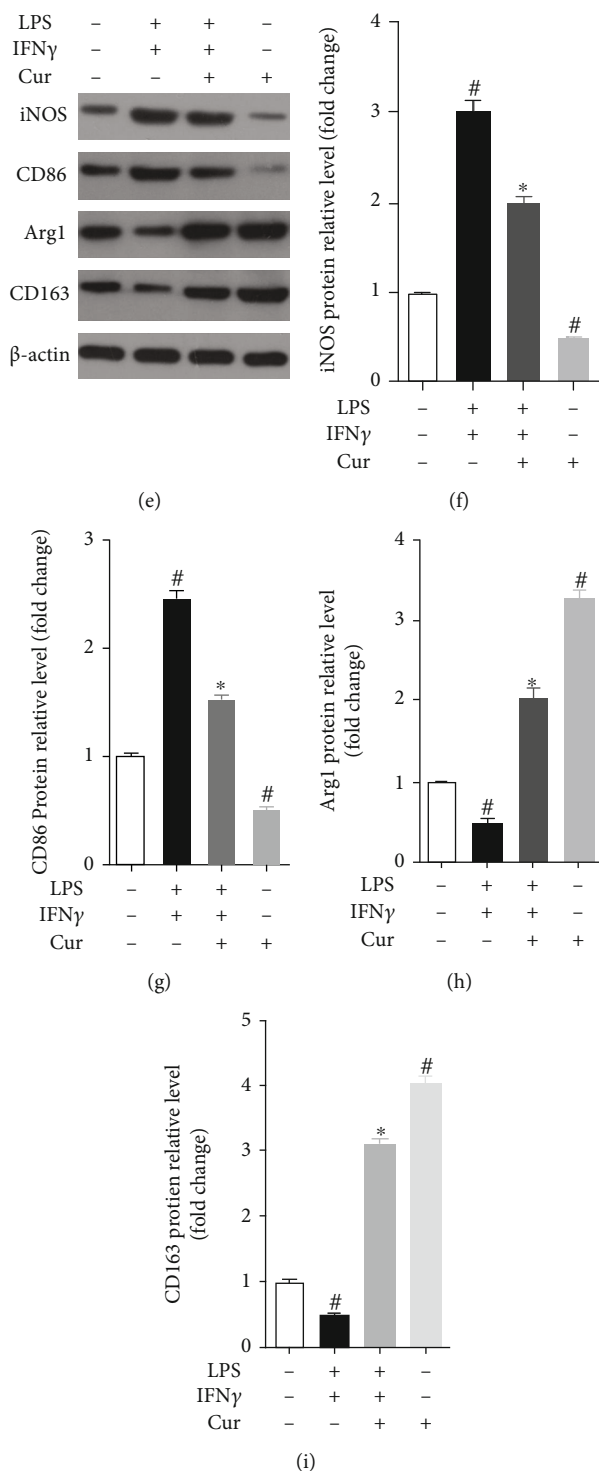 LPS – + + –
IFNγ – + + –
Cur – – + +
iNOS
CD86
Arg1
CD163
β-actin
(e)
iNOS protein relative level (fold change)
4
3
2
1
0
#
*
#
LPS – + + –
IFNγ – + + –
Cur – – + +
(f)
CD86 Protein relative level (fold change)
3
2
1
0
#
*
#
LPS – + + –
IFNγ – + + –
Cur – – + +
(g)
Arg1 protein relative level
(fold change)
4
3
2
1
0
#
*
#
LPS – + + –
IFNγ – + + –
Cur – – + +
(h)
CD163 protien relative level
(fold change)
5
4
3
2
1
0
#
*
#
LPS – + + –
IFNγ – + + –
Cur – – + +
(i)